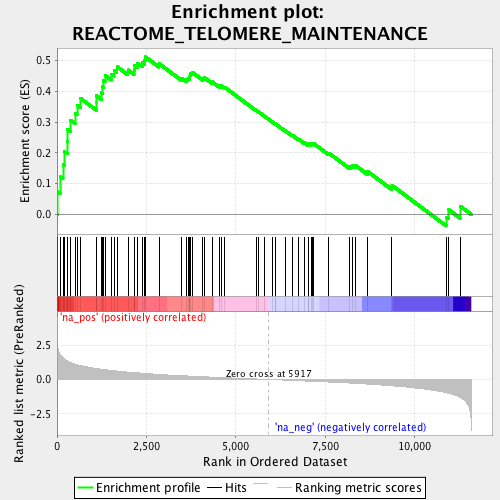 Enrichment plot:
REACTOME_TELOMERE_MAINTENANCE
Enrichment score (ES)
0.5
0.4
0.3
0.2
0.1
0.0
'na_pos' (positively correlated)
Ranked list metric (PreRanked)
2.5
0.0
-2.5
Zero cross at 5917
'na_neg' (negatively correlated)
0
2,500
5,000
7,500
10,000
Rank in Ordered Dataset
Enrichment profile
Hits
Ranking metric scores